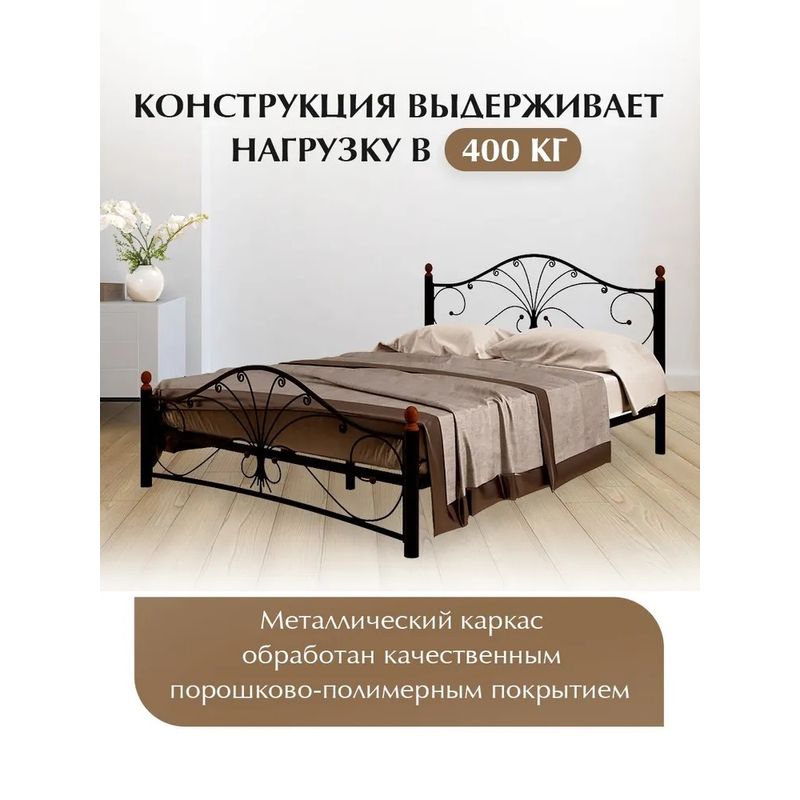 КОНСТРУКЦИЯ ВЫДЕРЖИВАЕТ
НАГРУЗКУ В 400 КГ
Металлический каркас
обработан качественным
порошково-полимерным покрытием